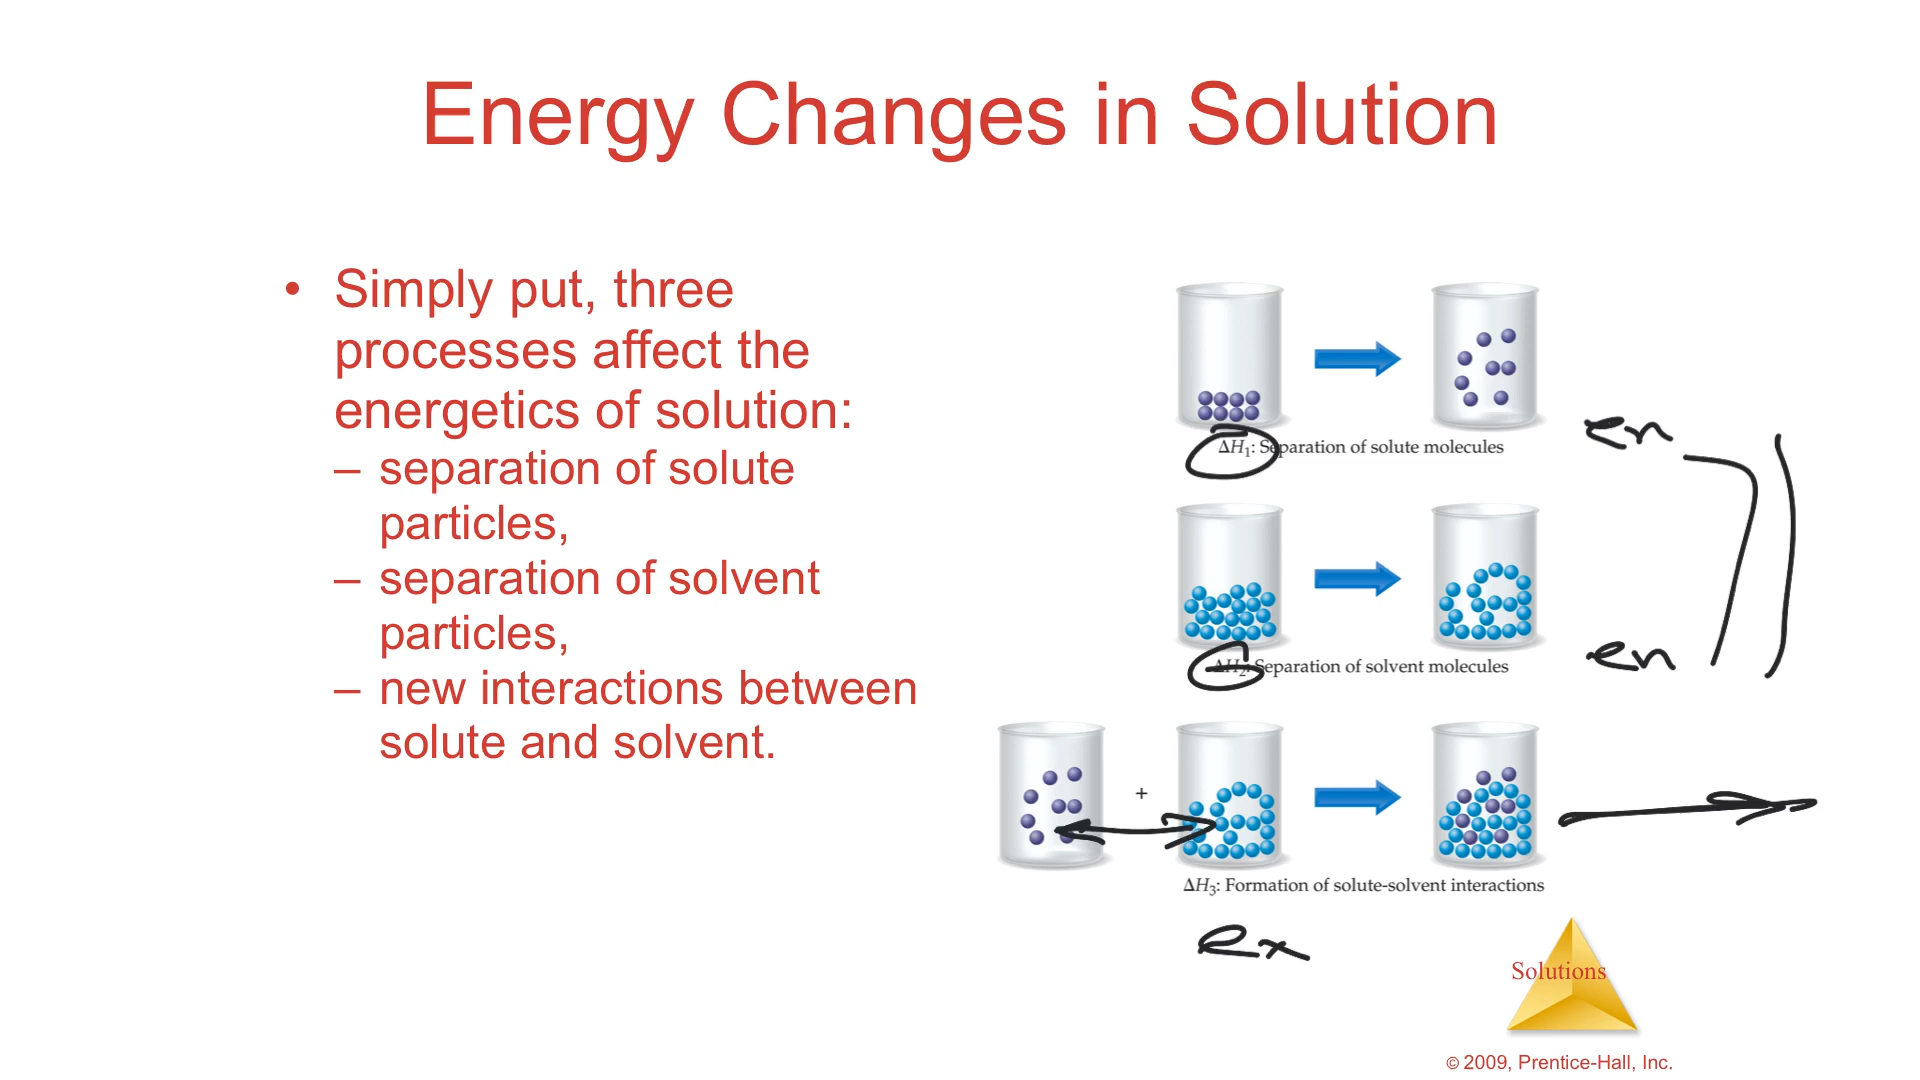 Energy Changes in Solution
• Simply put, three
processes affect the
energetics of solution:
– separation of solute
particles,
– separation of solvent
particles,
– new interactions between
solute and solvent.
en
ΔH₁: Separation of solute molecules
en
ΔH₂: Separation of solvent molecules
+
ΔH₃: Formation of solute-solvent interactions
ex
Solutions
© 2009, Prentice-Hall, Inc.